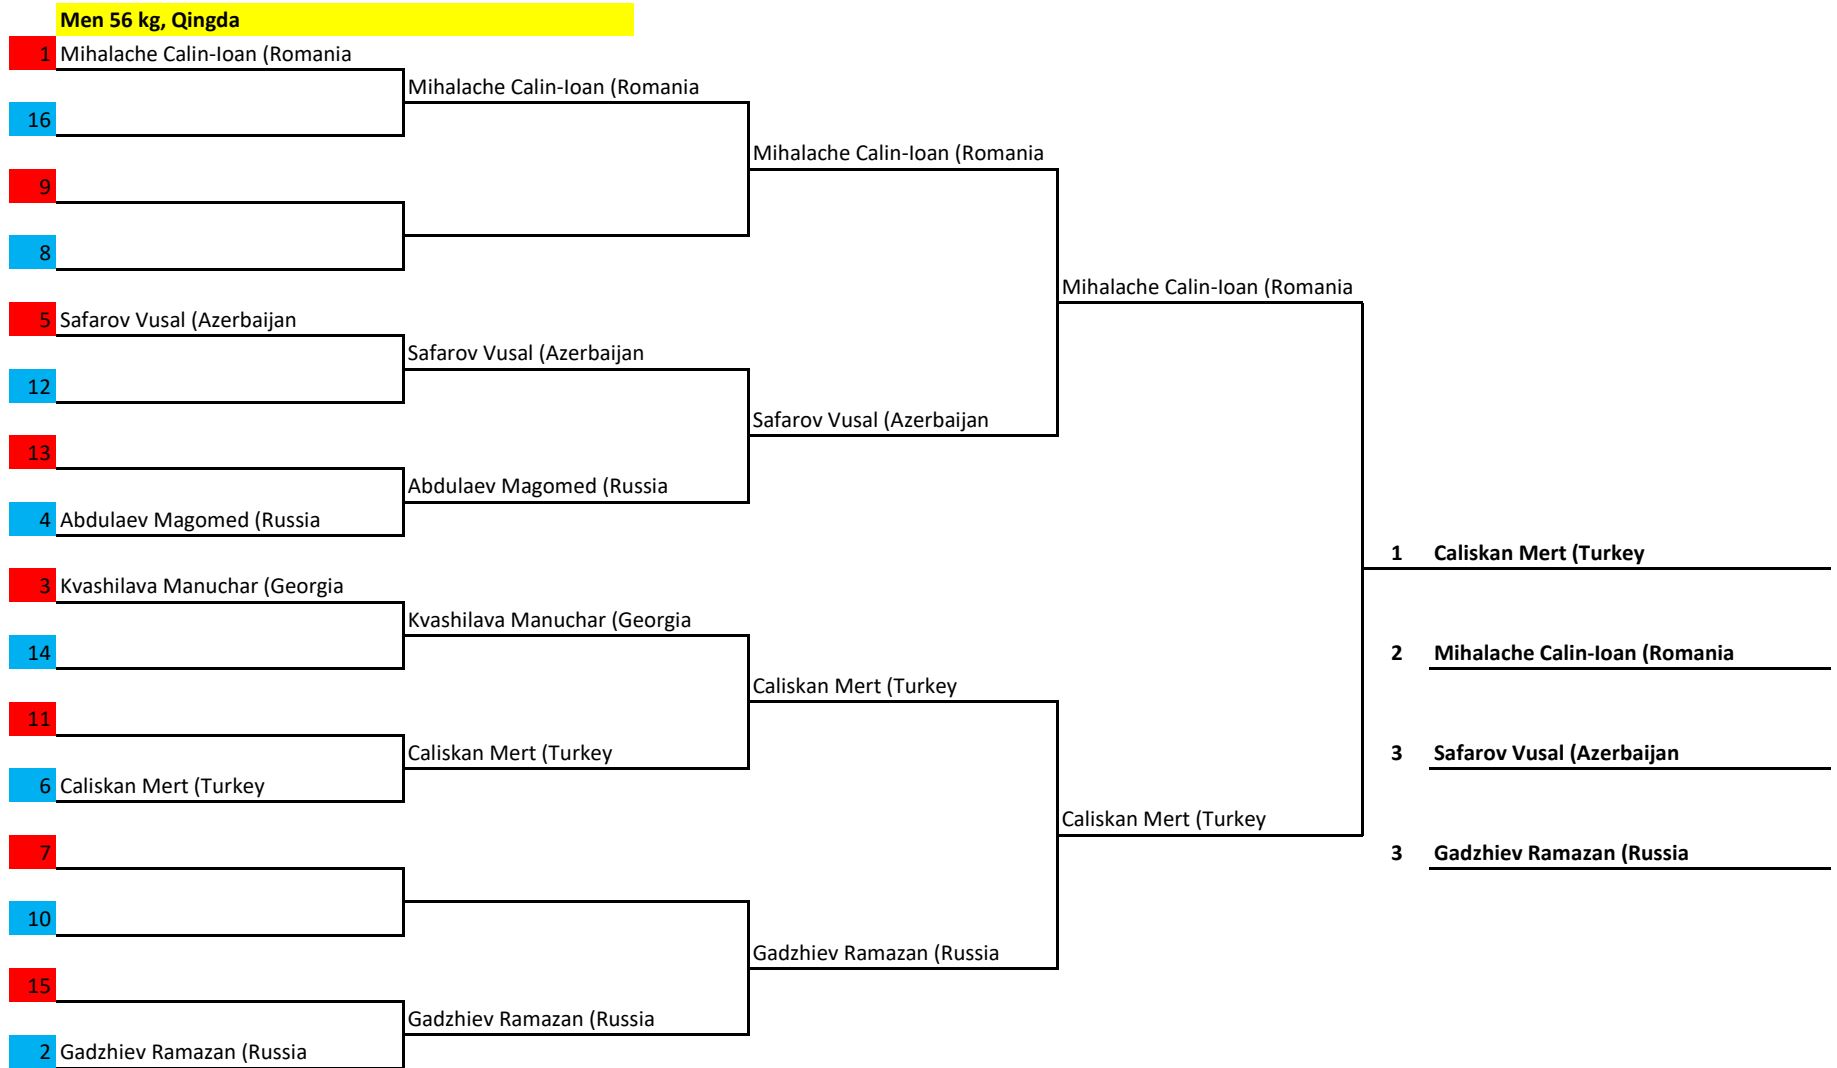 Men 56 kg, Qingda
1 Mihalache Calin-Ioan (Romania
Mihalache Calin-Ioan (Romania
16
Mihalache Calin-Ioan (Romania
9
8
Mihalache Calin-Ioan (Romania
5 Safarov Vusal (Azerbaijan
Safarov Vusal (Azerbaijan
12
Safarov Vusal (Azerbaijan
13
Abdulaev Magomed (Russia
4 Abdulaev Magomed (Russia
1 Caliskan Mert (Turkey
3 Kvashilava Manuchar (Georgia
Kvashilava Manuchar (Georgia
14
2 Mihalache Calin-Ioan (Romania
Caliskan Mert (Turkey
11
Caliskan Mert (Turkey
3 Safarov Vusal (Azerbaijan
6 Caliskan Mert (Turkey
Caliskan Mert (Turkey
7
3 Gadzhiev Ramazan (Russia
10
Gadzhiev Ramazan (Russia
15
Gadzhiev Ramazan (Russia
2 Gadzhiev Ramazan (Russia